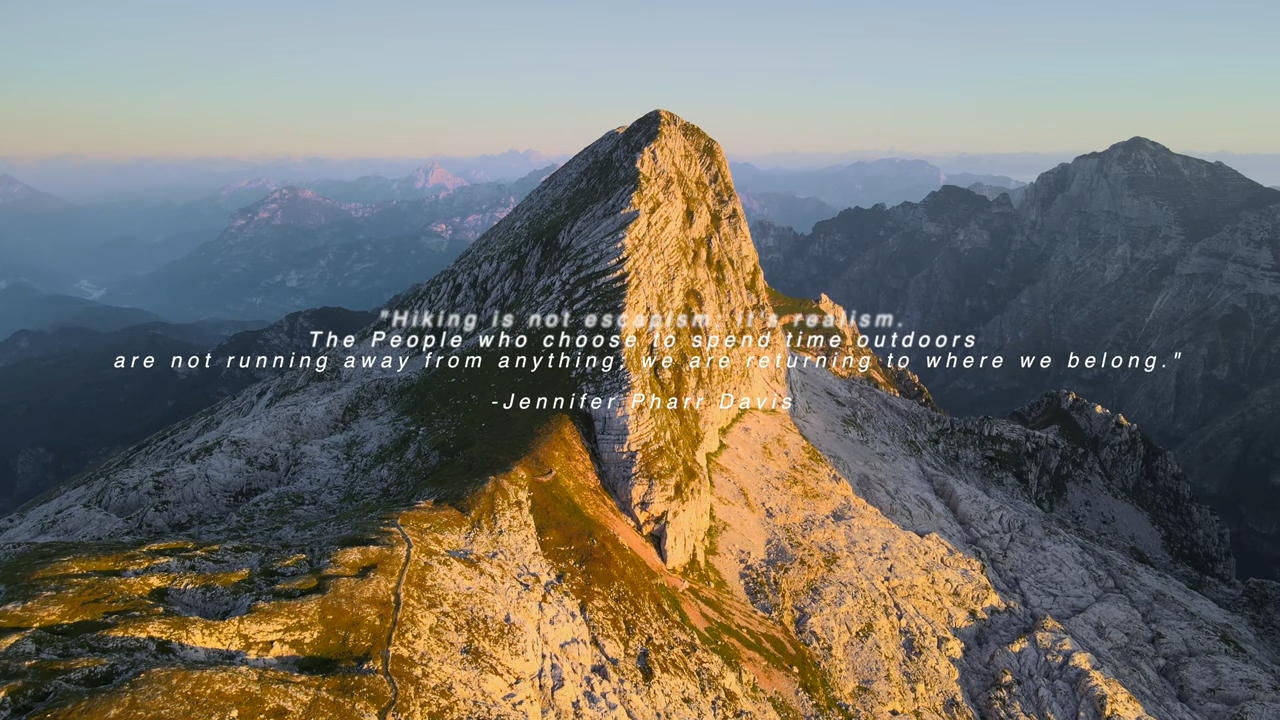 "Hiking is not escapism, it's realism.
The People who choose to spend time outdoors
are not running away from anything, we are returning to where we belong."
-Jennifer Pharr Davis